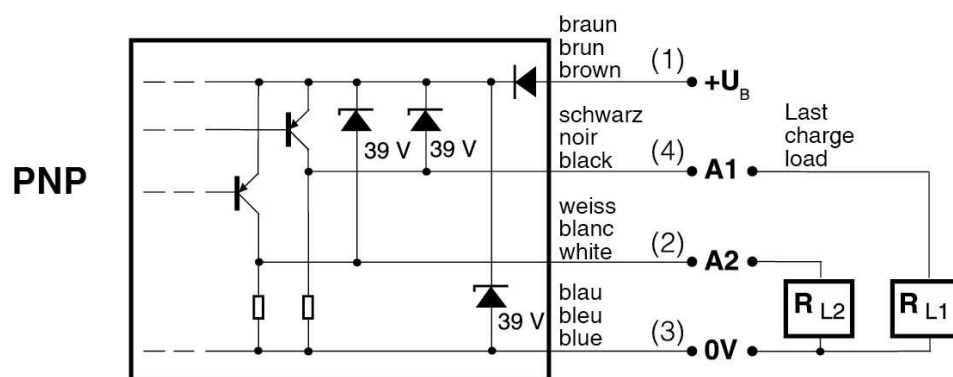 braun
brun
brown
(1)
+U_B
schwarz
noir
black
(4)
A1
Last
charge
load
39 V
39 V
PNP
weiss
blanc
white
(2)
A2
R L2
R L1
39 V
blau
bleu
blue
(3)
0V